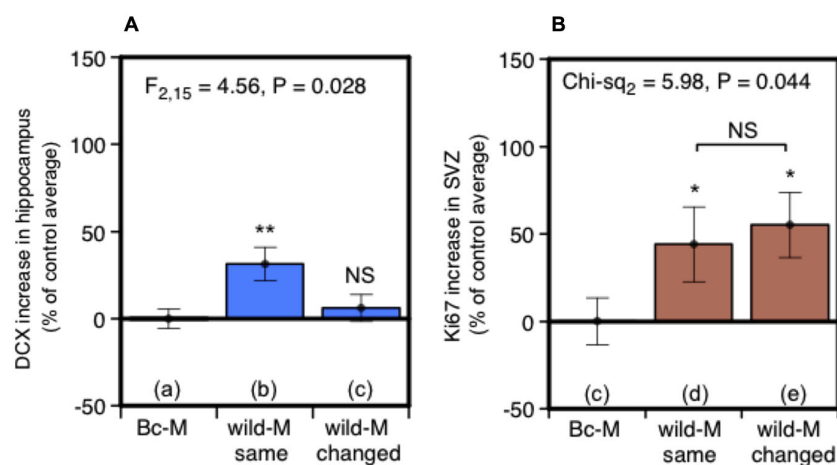 A
DCX increase in hippocampus
(% of control average)
150
100
50
0
-50
F2,15 = 4.56, P = 0.028
**
NS
(a)
(b)
(c)
Bc-M
wild-M
same
wild-M
changed
B
Ki67 increase in SVZ
(% of control average)
150
100
50
0
-50
Chi-sq2 = 5.98, P = 0.044
NS
*
*
(c)
(d)
(e)
Bc-M
wild-M
same
wild-M
changed